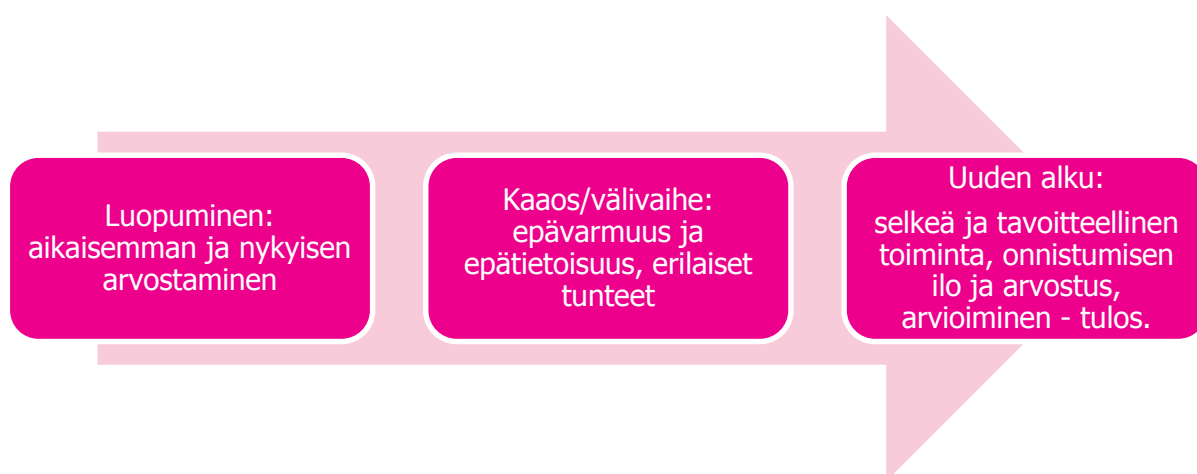 Luopuminen:
aikaisemman ja nykyisen
arvostaminen
Kaaos/välivaihe:
epävarmuus ja
epätietoisuus, erilaiset
tunteet
Uuden alku:
selkeä ja tavoitteellinen
toiminta, onnistumisen
ilo ja arvostus,
arvioiminen - tulos.